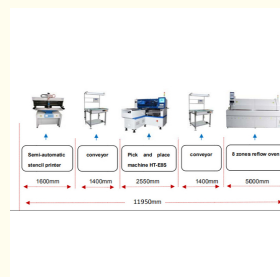 Semi-automatic
stencil printer
conveyor
Pick and place
machine HT-E8S
conveyor
8 zones reflow oven
1600mm
1400mm
2550mm
1400mm
5000mm
11950mm